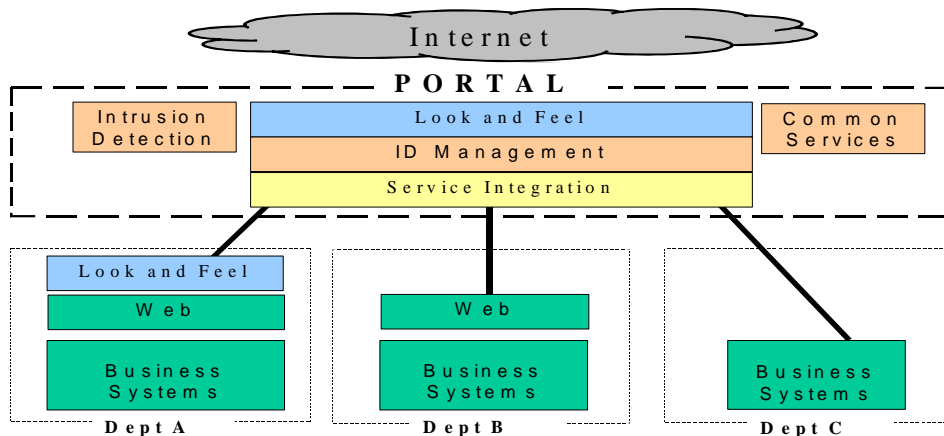 Internet
PORTAL
Intrusion
Detection
Look and Feel
ID Management
Service Integration
Common
Services
Look and Feel
Web
Business
Systems
Dept A
Web
Business
Systems
Dept B
Business
Systems
Dept C